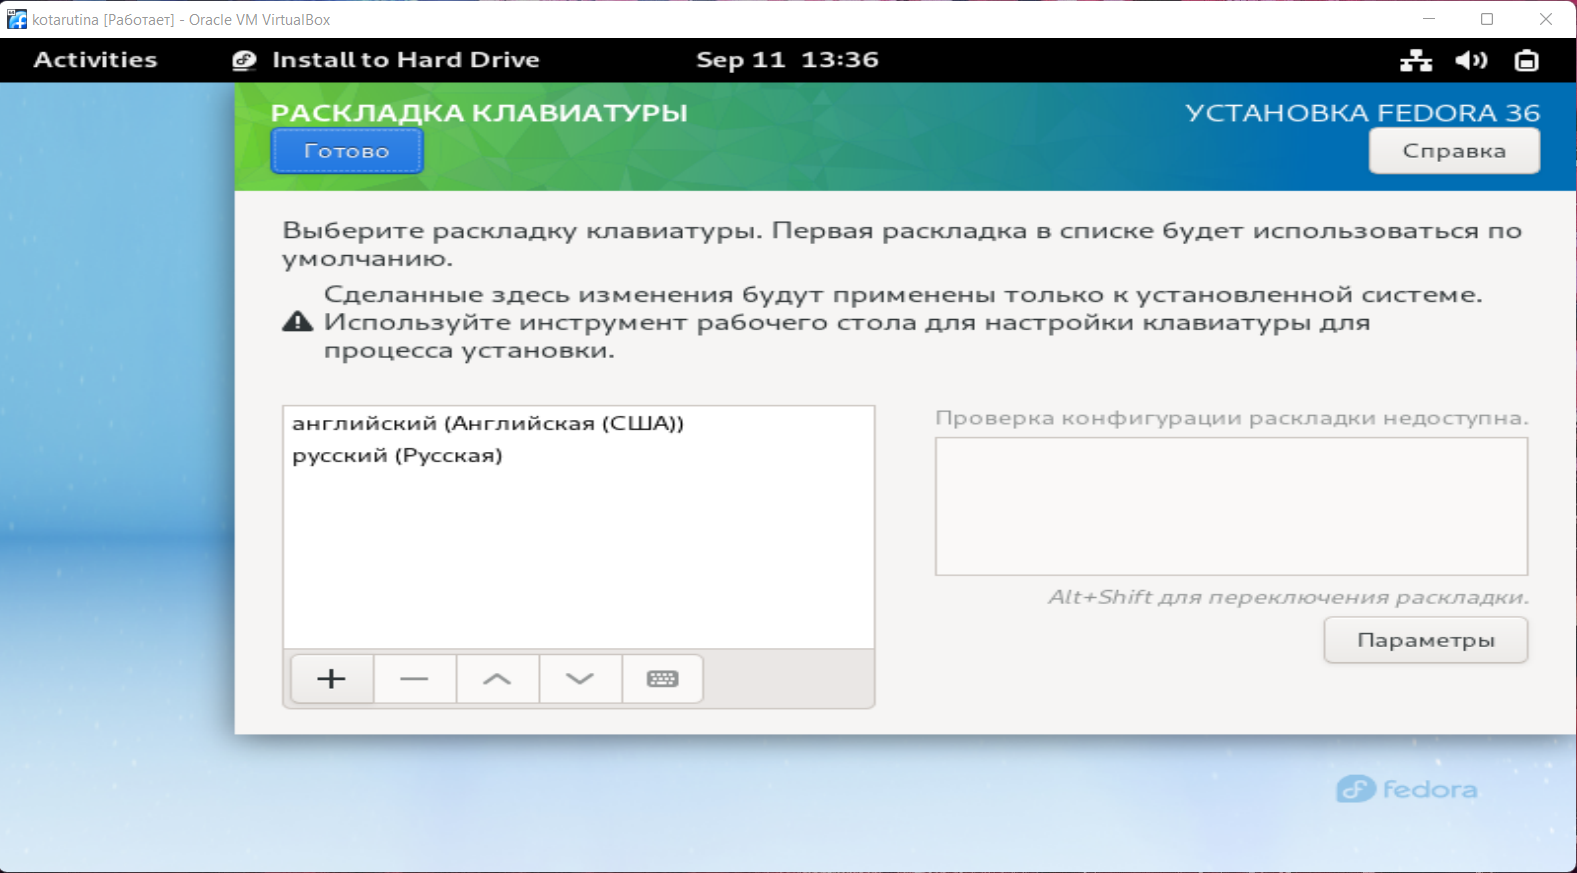 kotarutina [Работает] - Oracle VM VirtualBox
Activities Install to Hard Drive Sep 11 13:36
РАСКЛАДКА КЛАВИАТУРЫ УСТАНОВКА FEDORA 36
Готово Справка
Выберите раскладку клавиатуры. Первая раскладка в списке будет использоваться по
умолчанию.
Сделанные здесь изменения будут применены только к установленной системе.
Используйте инструмент рабочего стола для настройки клавиатуры для
процесса установки.
английский (Английская (США))
русский (Русская)
Проверка конфигурации раскладки недоступна.
Alt+Shift для переключения раскладки.
Параметры
fedora